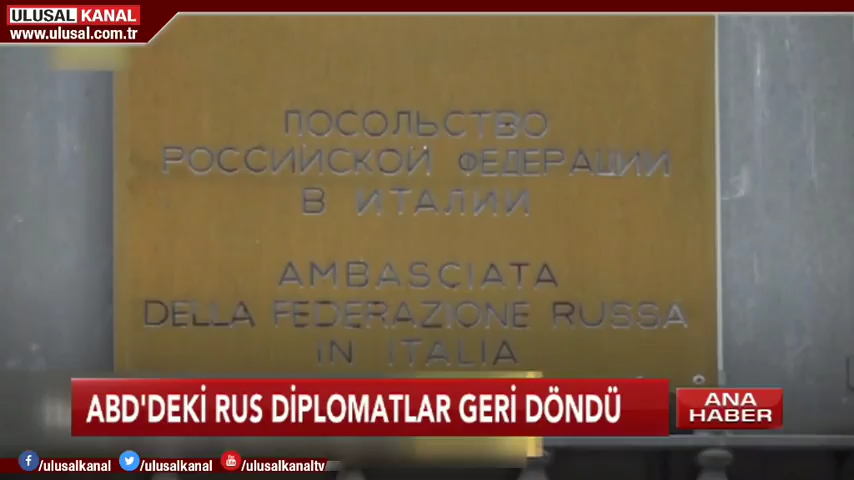 ULUSAL KANAL
www.ulusal.com.tr
ПОСОЛЬСТВО
РОССИЙСКОЙ ФЕДЕРАЦИИ
В ИТАЛИИ
AMBASCIATA
DELLA FEDERAZIONE RUSSA
IN ITALIA
ABD'DEKİ RUS DİPLOMATLAR GERİ DÖNDÜ
ANA
HABER
/ulusalkanal /ulusalkanal /ulusalkanaltv